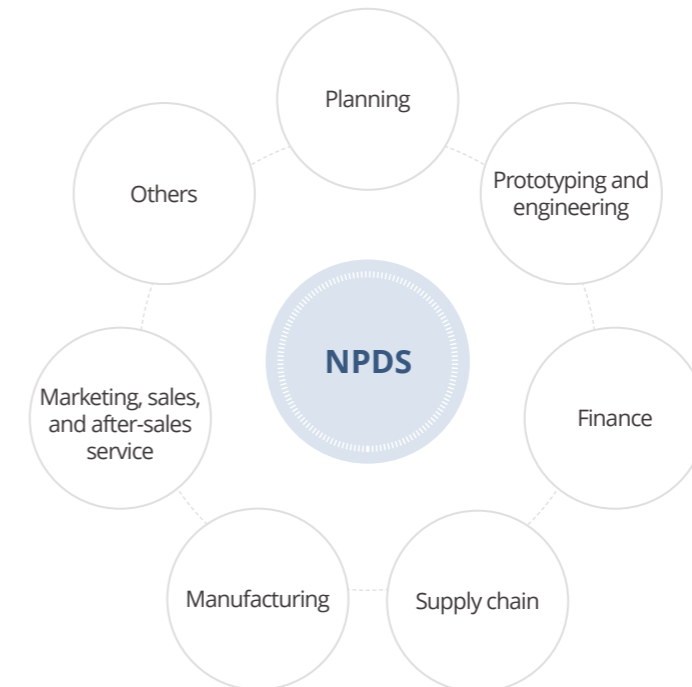 Planning
Prototyping and
engineering
Others
NPDS
Marketing, sales,
and after-sales
service
Finance
Manufacturing
Supply chain